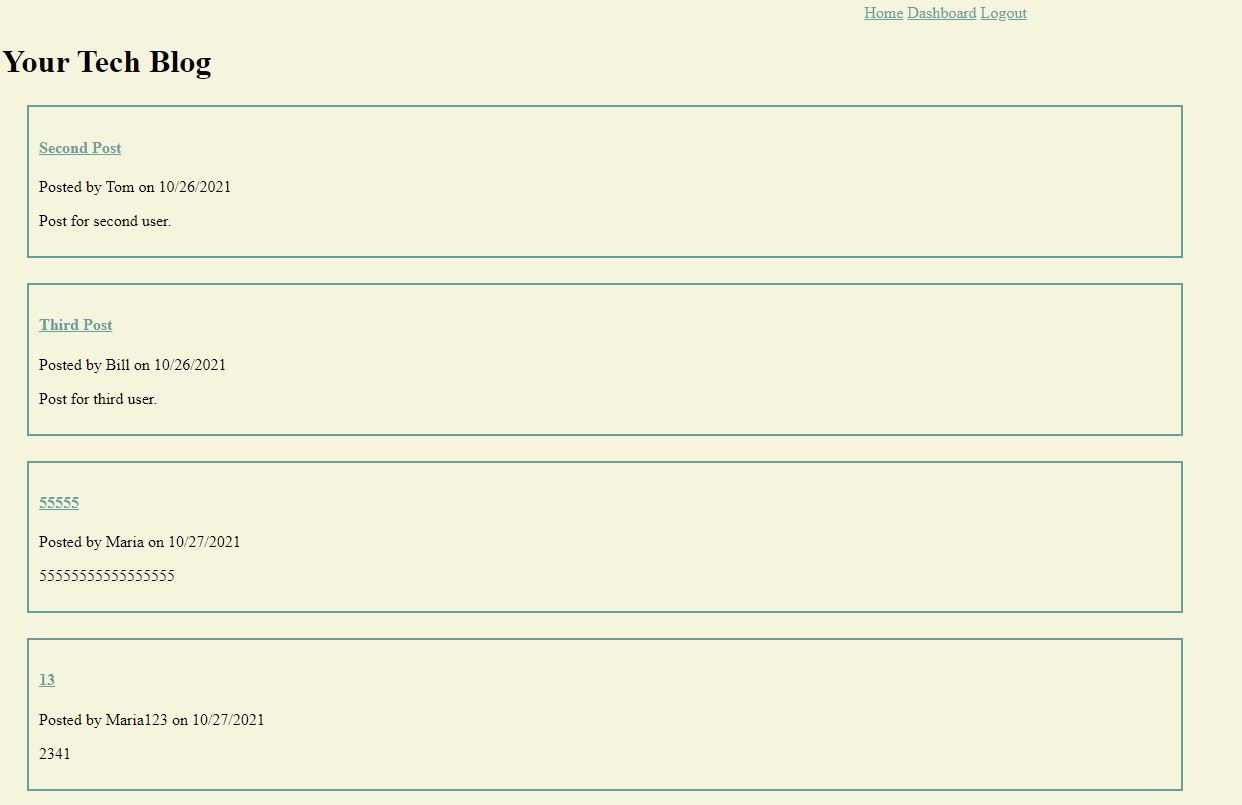 Home Dashboard Logout
Your Tech Blog
Second Post
Posted by Tom on 10/26/2021
Post for second user.
Third Post
Posted by Bill on 10/26/2021
Post for third user.
55555
Posted by Maria on 10/27/2021
55555555555555555
13
Posted by Maria123 on 10/27/2021
2341